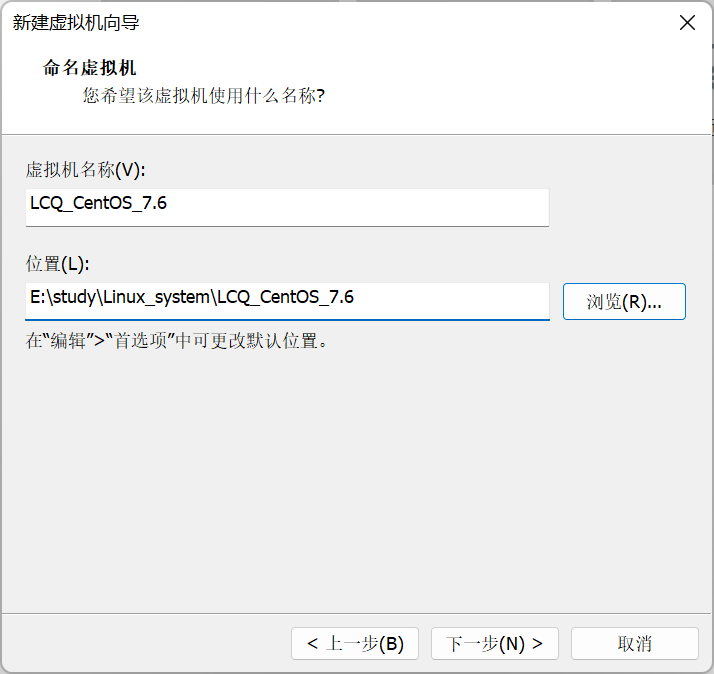 新建虚拟机向导
命名虚拟机
您希望该虚拟机使用什么名称?
虚拟机名称(V):
LCQ_CentOS_7.6
位置(L):
E:\study\Linux_system\LCQ_CentOS_7.6
浏览(R)...
在“编辑”>“首选项”中可更改默认位置。
< 上一步(B)
下一步(N) >
取消